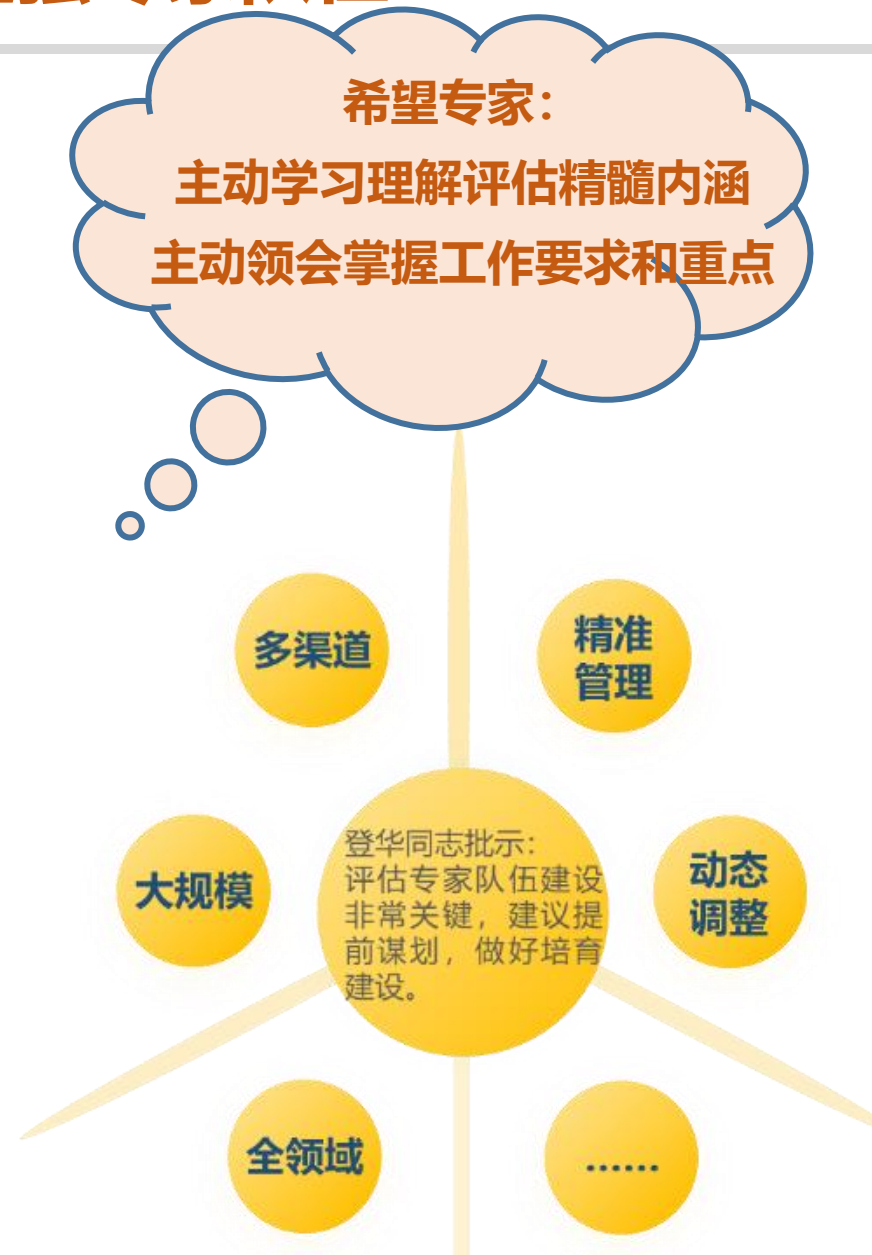 希望专家：
主动学习理解评估精髓内涵
主动领会掌握工作要求和重点
多渠道
精准
管理
大规模
登华同志批示：
评估专家队伍建设
非常关键，建议提
前谋划，做好培育
建设。
动态
调整
全领域
……